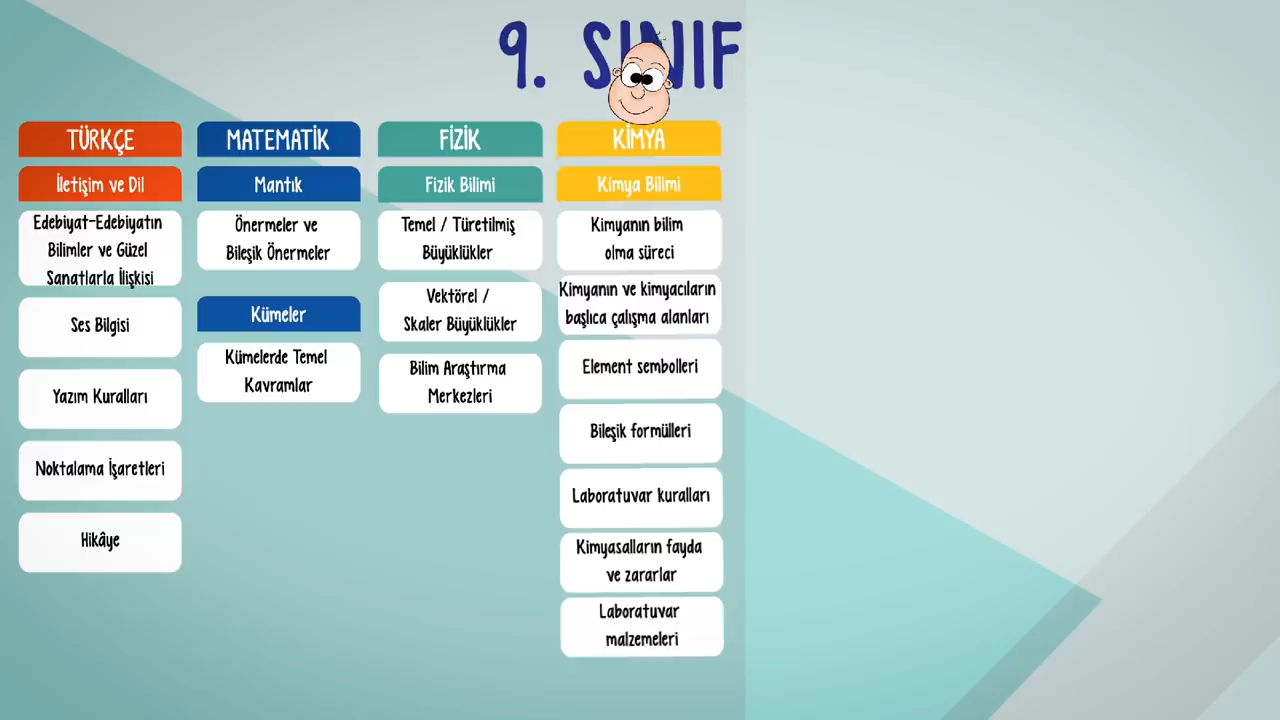 9. SINIF
TÜRKÇE
İletişim ve Dil
Edebiyat-Edebiyatın
Bilimler ve Güzel
Sanatlarla İlişkisi
Ses Bilgisi
Yazım Kuralları
Noktalama İşaretleri
Hikâye
MATEMATİK
Mantık
Önermeler ve
Bileşik Önermeler
Kümeler
Kümelerde Temel
Kavramlar
FİZİK
Fizik Bilimi
Temel / Türetilmiş
Büyüklükler
Vektörel /
Skaler Büyüklükler
Bilim Araştırma
Merkezleri
KİMYA
Kimya Bilimi
Kimyanın bilim
olma süreci
Kimyanın ve kimyacıların
başlıca çalışma alanları
Element sembolleri
Bileşik formülleri
Laboratuvar kuralları
Kimyasalların fayda
ve zararlar
Laboratuvar
malzemeleri